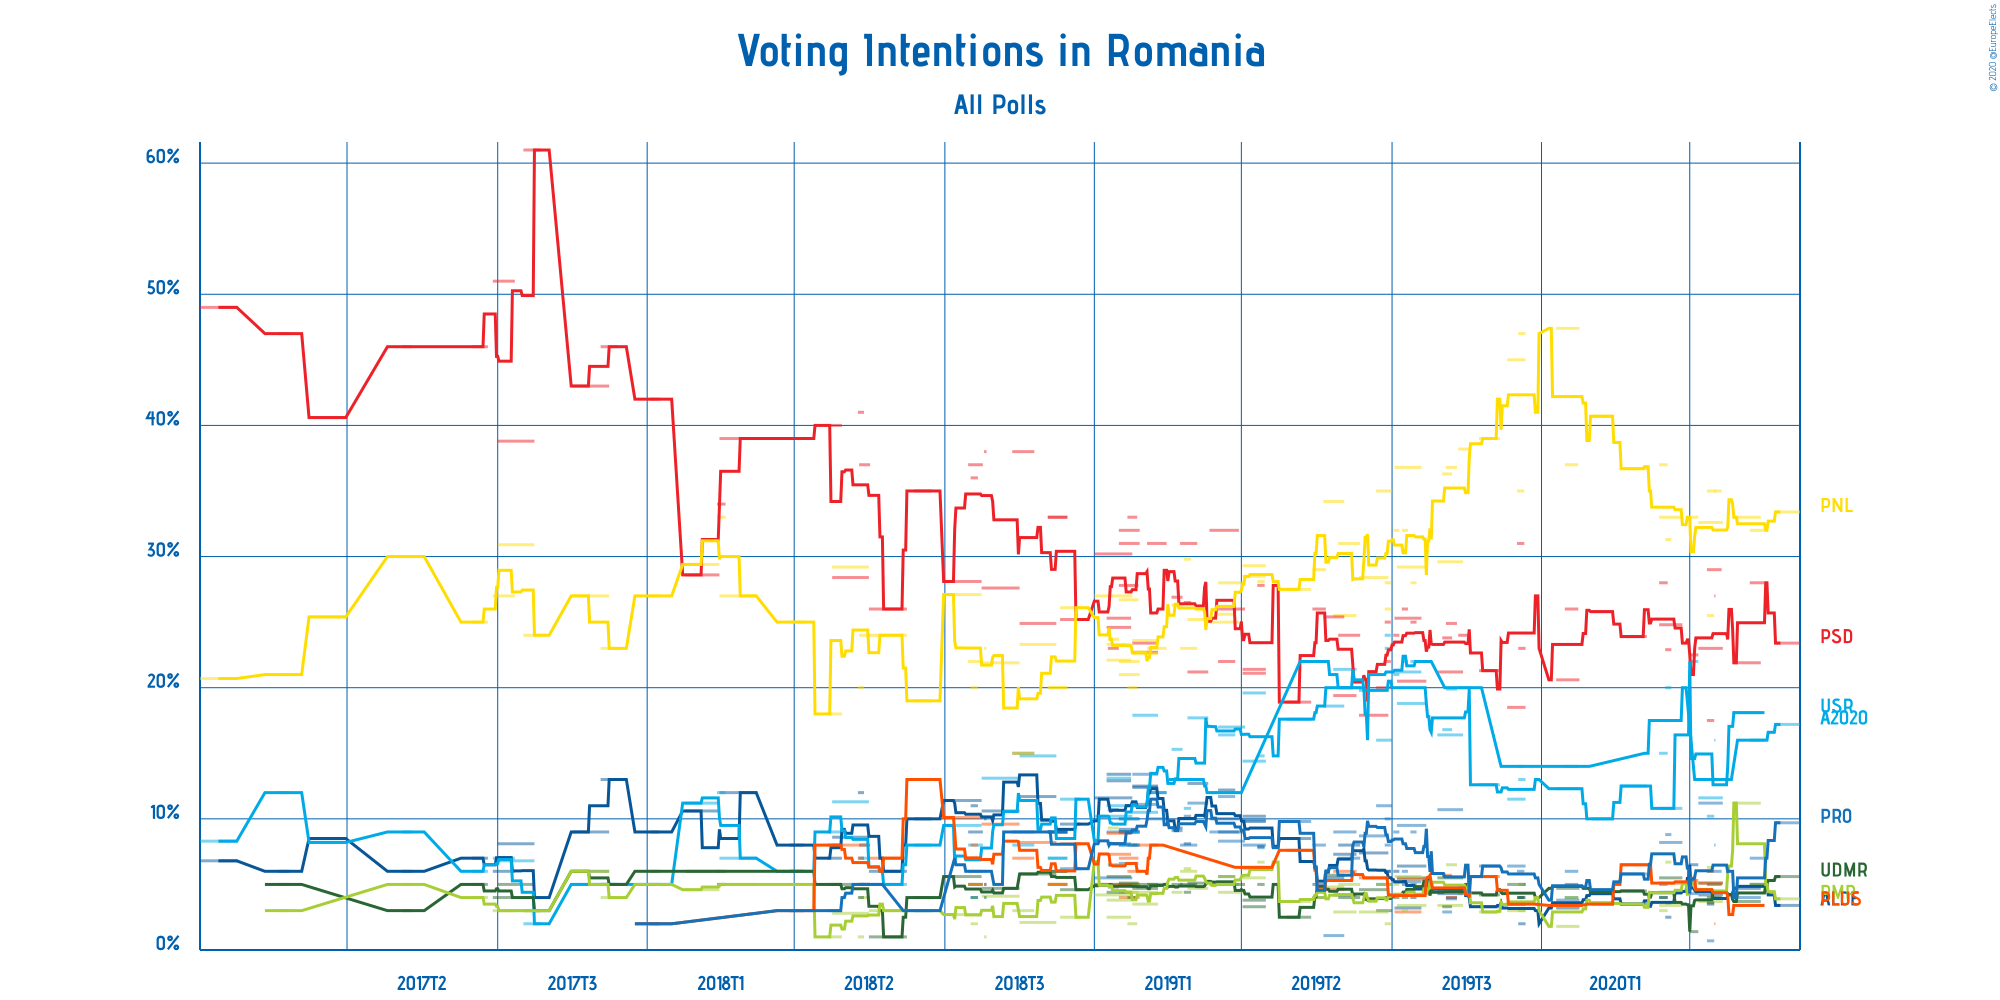 © 2020 @EuropeElects
Voting Intentions in Romania
All Polls
60%
50%
40%
30%
20%
10%
0%
PNL
PSD
USR
A2020
PRO
UDMR
PMP
PLUS
2017T2
2017T3
2018T1
2018T2
2018T3
2019T1
2019T2
2019T3
2020T1